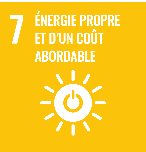 7 ÉNERGIE PROPRE
ET D'UN COÛT
ABORDABLE